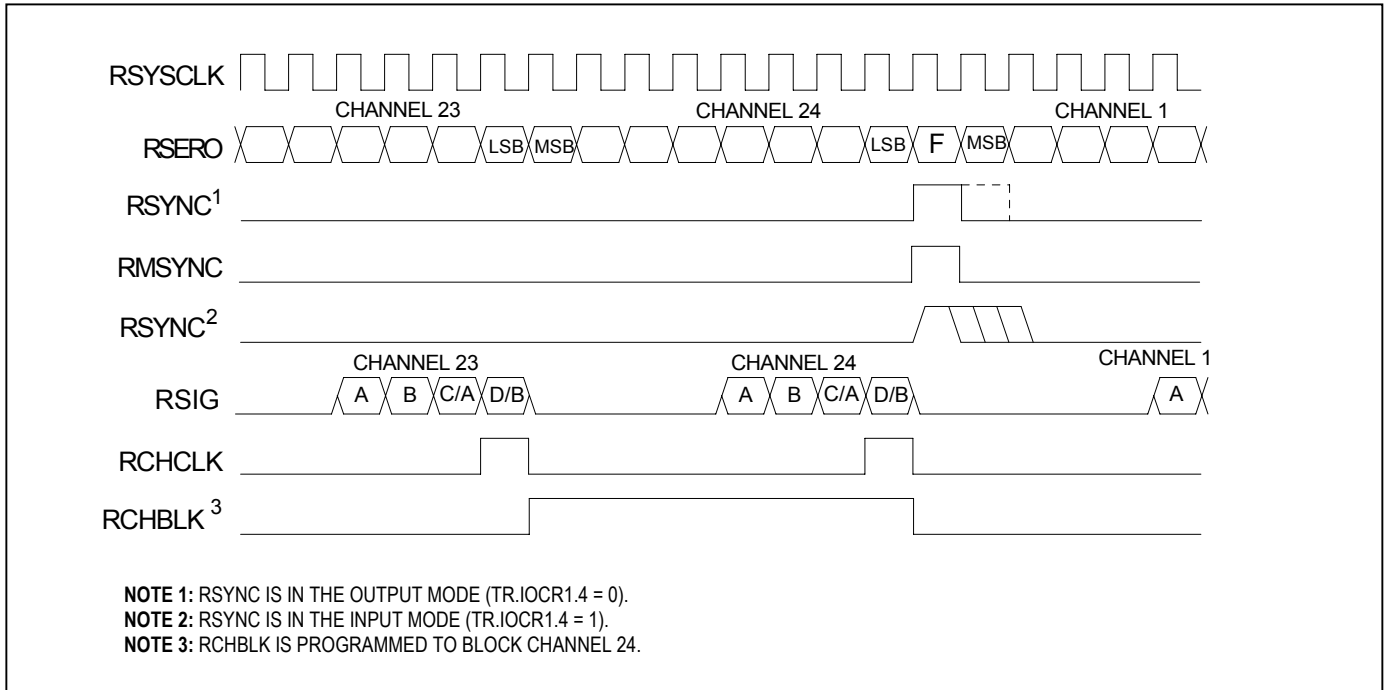 RSYSCLK
CHANNEL 23 CHANNEL 24 CHANNEL 1
RSERO LSB MSB LSB F MSB
RSYNC1
RMSYNC
RSYNC2
CHANNEL 23 CHANNEL 24 CHANNEL 1
RSIG A B C/A D/B A B C/A D/B A
RCHCLK
RCHBLK 3
NOTE 1: RSYNC IS IN THE OUTPUT MODE (TR.IOCR1.4 = 0).
NOTE 2: RSYNC IS IN THE INPUT MODE (TR.IOCR1.4 = 1).
NOTE 3: RCHBLK IS PROGRAMMED TO BLOCK CHANNEL 24.